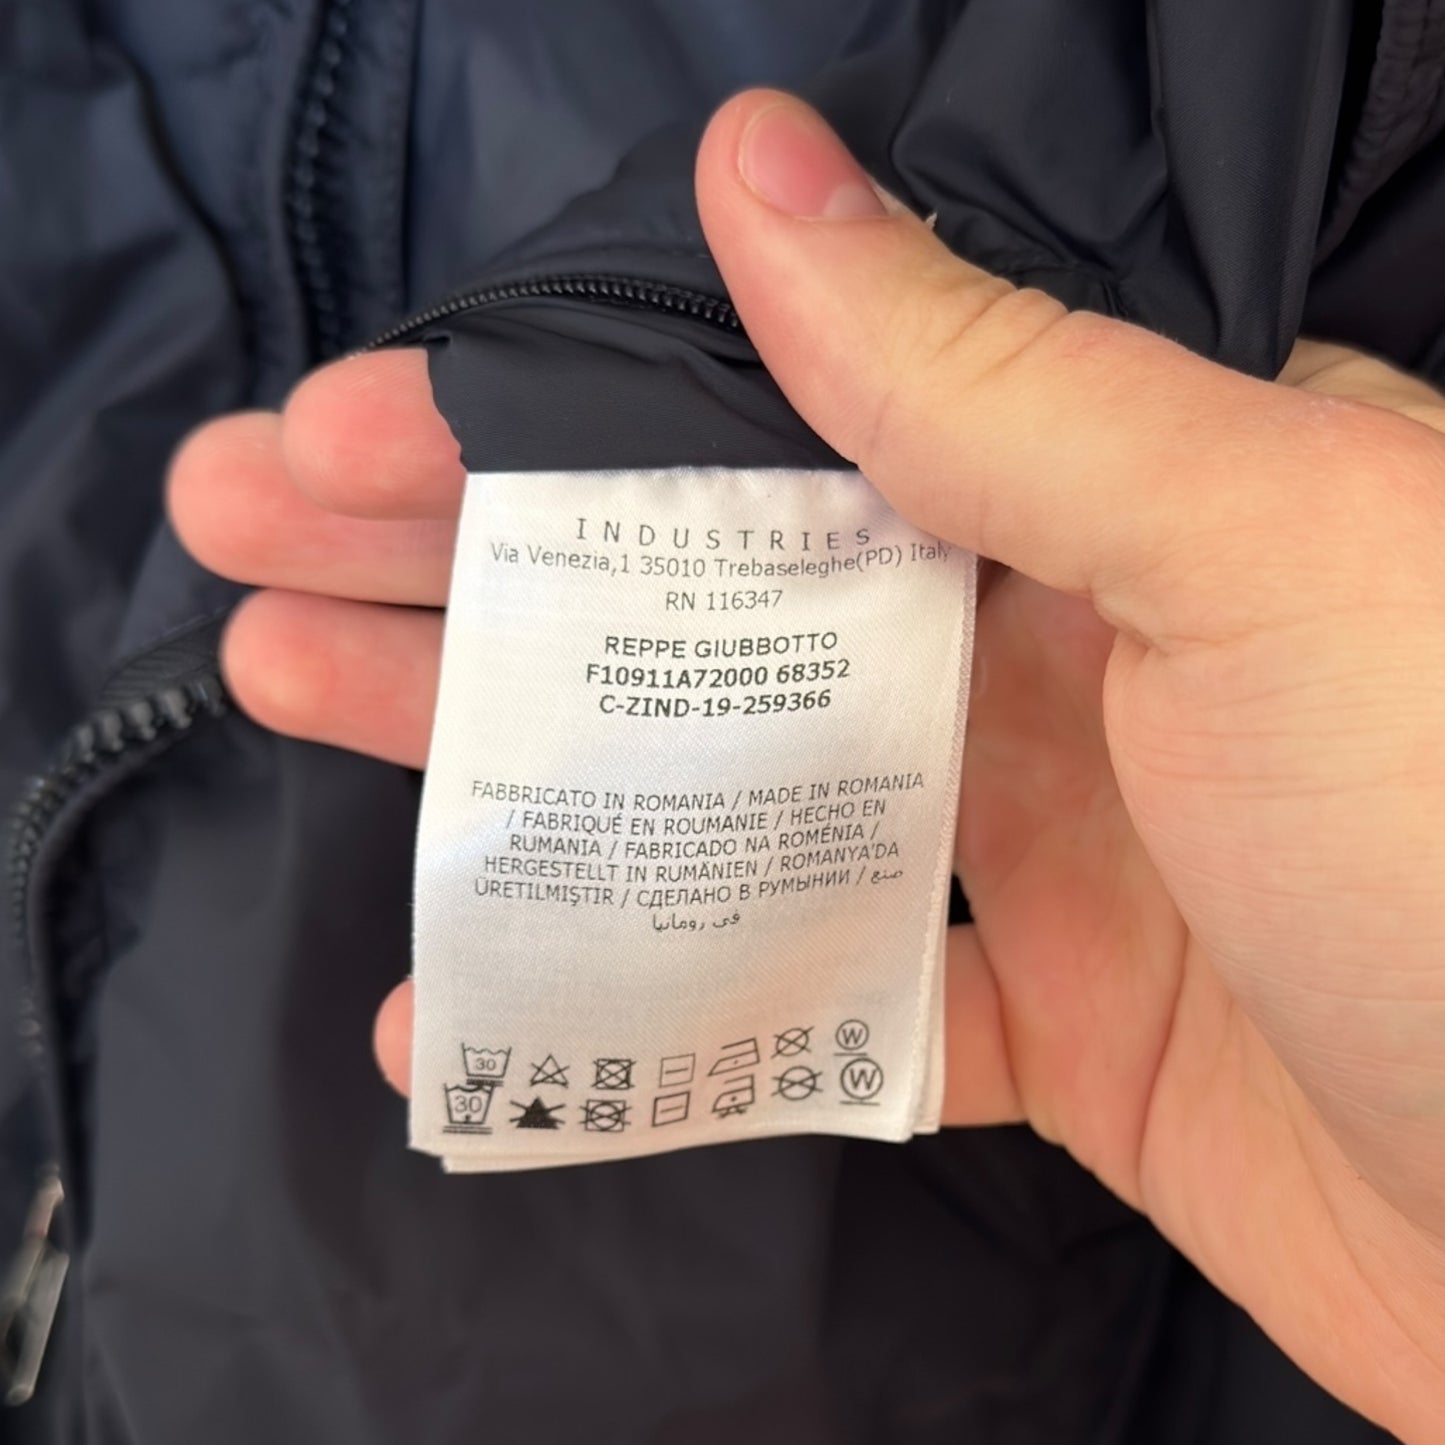 INDUSTRIES
Via Venezia,1 35010 Trebaseleghe(PD) Italy
RN 116347
REPPE GIUBBOTTO
F10911A72000 68352
C-ZIND-19-259366
FABBRICATO IN ROMANIA / MADE IN ROMANIA
/ FABRIQUÉ EN ROUMANIE / HECHO EN
RUMANIA / FABRICADO NA ROMÉNIA /
HERGESTELLT IN RUMÄNIEN / ROMANYA'DA
ÜRETILMIŞTIR / СДЕЛАНО В РУМЫНИИ / صنع
في رومانيا
30 W
30 W